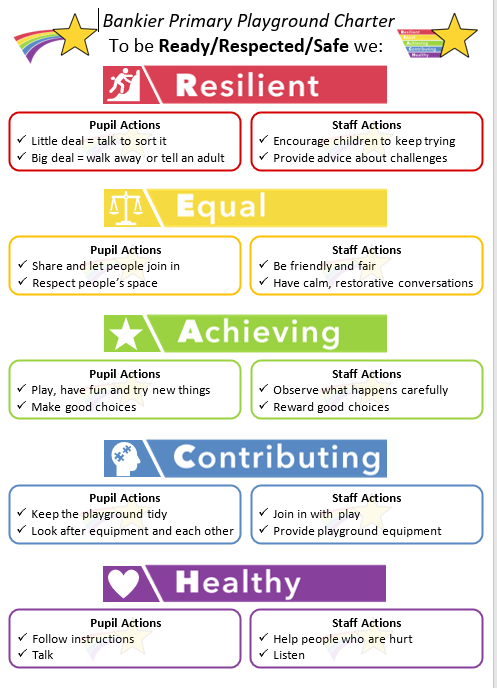 Bankier Primary Playground Charter
To be Ready/Respected/Safe we:
Resilient
Pupil Actions
✓ Little deal = talk to sort it
✓ Big deal = walk away or tell an adult
Staff Actions
✓ Encourage children to keep trying
✓ Provide advice about challenges
Equal
Pupil Actions
✓ Share and let people join in
✓ Respect people's space
Staff Actions
✓ Be friendly and fair
✓ Have calm, restorative conversations
Achieving
Pupil Actions
✓ Play, have fun and try new things
✓ Make good choices
Staff Actions
✓ Observe what happens carefully
✓ Reward good choices
Contributing
Pupil Actions
✓ Keep the playground tidy
✓ Look after equipment and each other
Staff Actions
✓ Join in with play
✓ Provide playground equipment
Healthy
Pupil Actions
✓ Follow instructions
✓ Talk
Staff Actions
✓ Help people who are hurt
✓ Listen